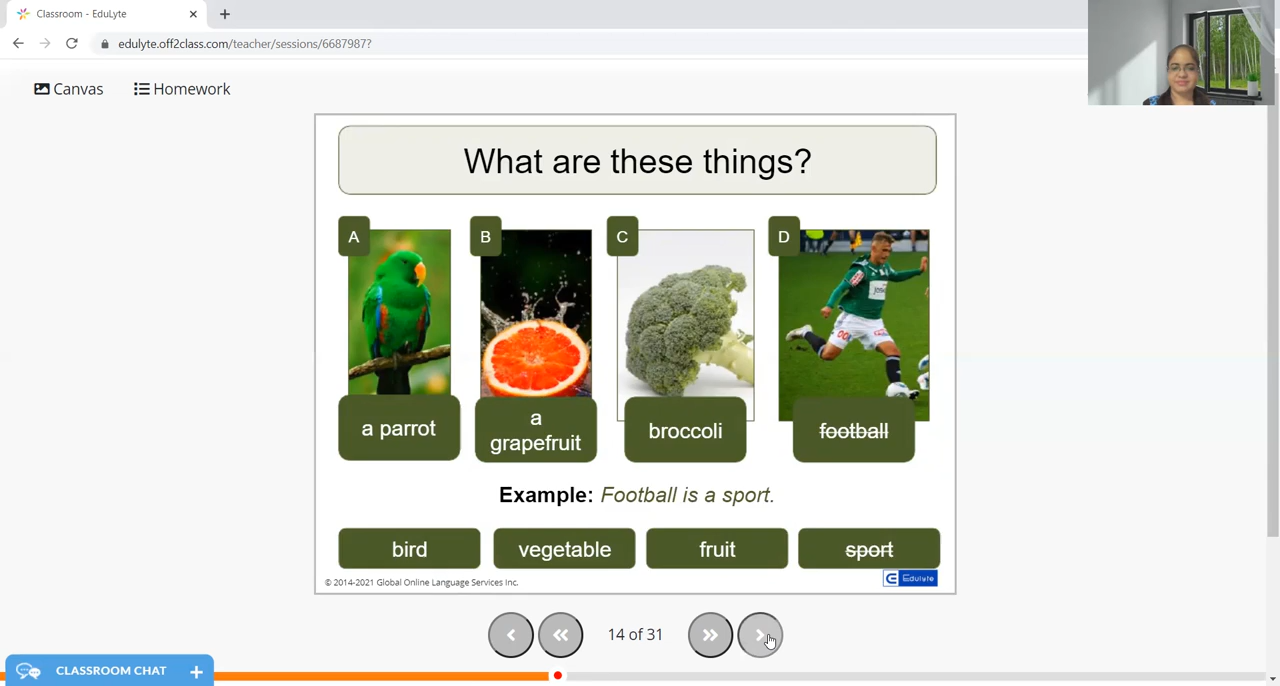 Classroom - EduLyte
edulyte.off2class.com/teacher/sessions/6687987?
Canvas
Homework
What are these things?
A
B
C
D
a parrot
a
grapefruit
broccoli
football
Example: Football is a sport.
bird
vegetable
fruit
sport
© 2014-2021 Global Online Language Services Inc.
Edulyte
14 of 31
CLASSROOM CHAT